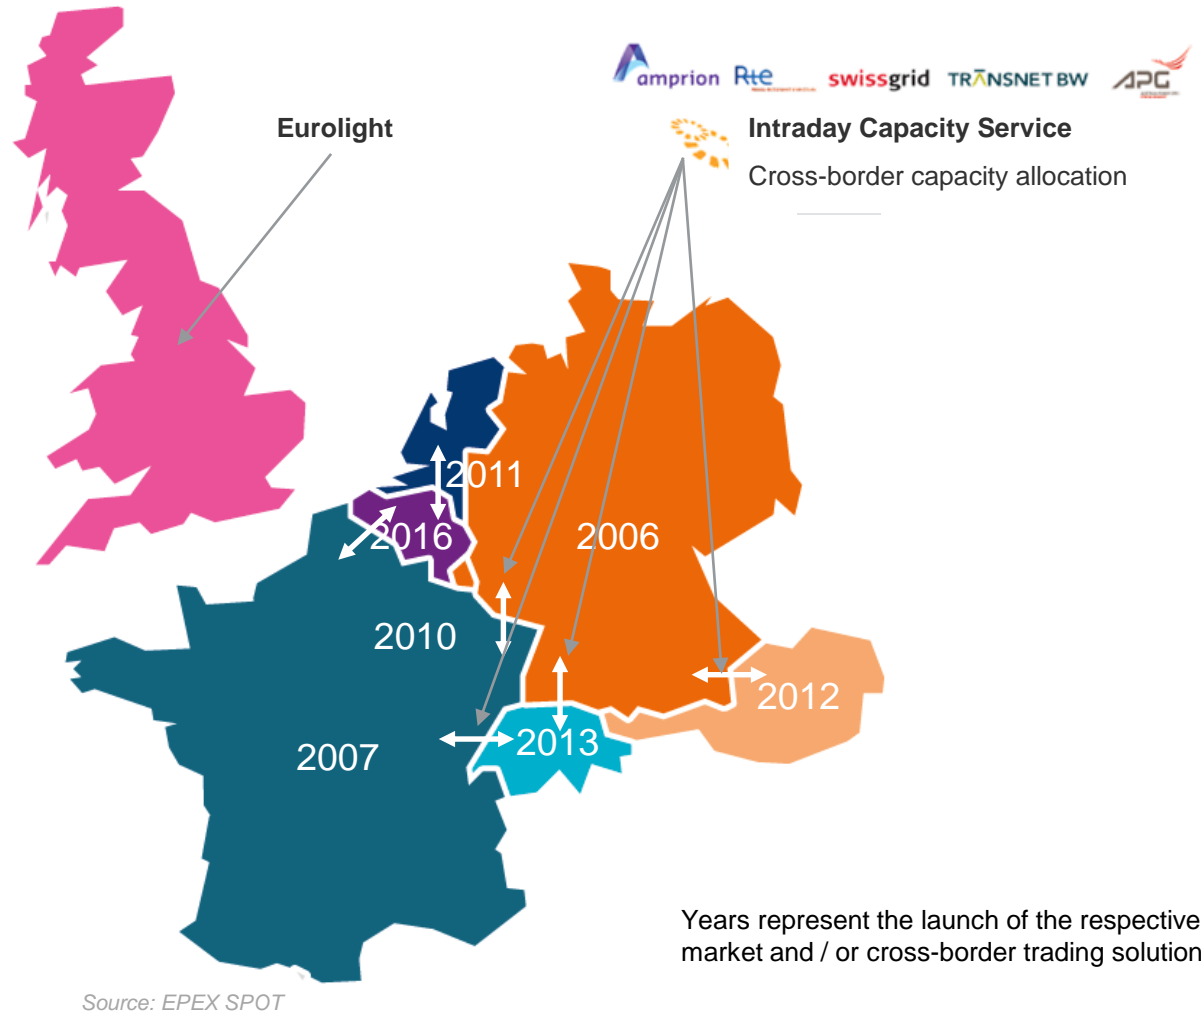 amprion Rte swissgrid TRANSNET BW APG
Eurolight
Intraday Capacity Service
Cross-border capacity allocation
2011
2016
2006
2010
2012
2013
2007
Years represent the launch of the respective
market and / or cross-border trading solution
Source: EPEX SPOT